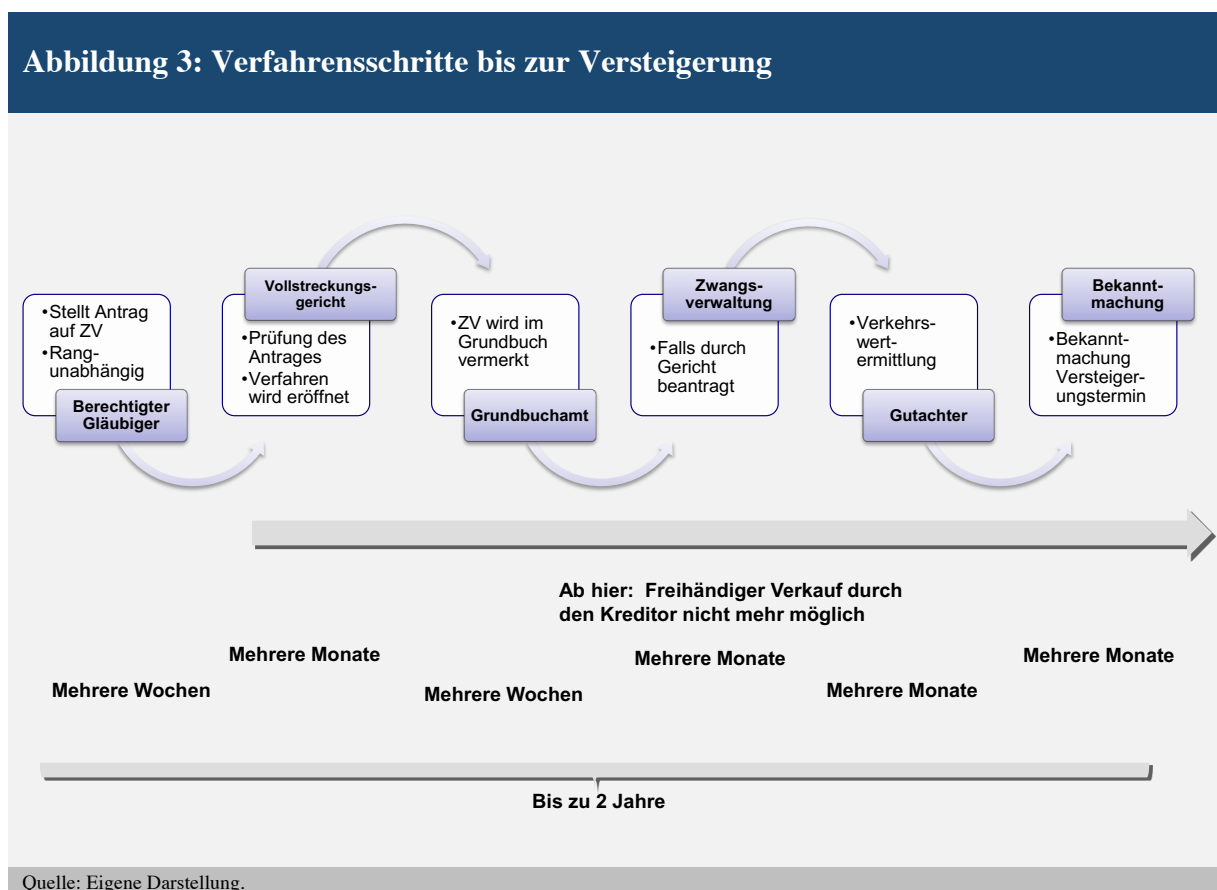 Abbildung 3: Verfahrensschritte bis zur Versteigerung
•Stellt Antrag
auf ZV
•Rang-
unabhängig
Berechtigter
Gläubiger
Vollstreckungs-
gericht
•Prüfung des
Antrages
•Verfahren
wird eröffnet
•ZV wird im
Grundbuch
vermerkt
Grundbuchamt
Zwangs-
verwaltung
•Falls durch
Gericht
beantragt
•Verkehrs-
wert-
ermittlung
Gutachter
Bekannt-
machung
•Bekannt-
machung
Versteiger-
ungstermin
Ab hier: Freihändiger Verkauf durch
den Kreditor nicht mehr möglich
Mehrere Wochen
Mehrere Monate
Mehrere Wochen
Mehrere Monate
Mehrere Monate
Mehrere Monate
Bis zu 2 Jahre
Quelle: Eigene Darstellung.